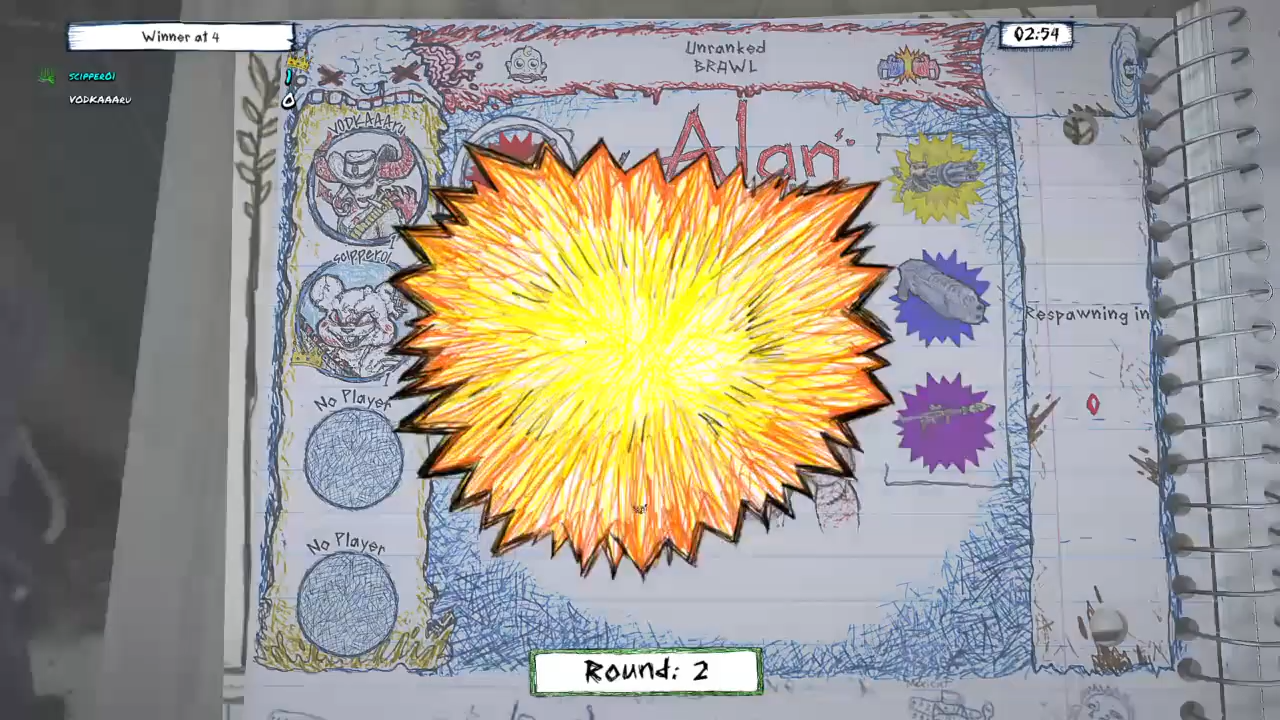 Winner at 4
SCIPPER01
1
VODKAAARU
0
Unranked
BRAWL
02:54
VODKAAARU
Alan
SCIPPER01
Respawning in
0
No Player
No Player
Round: 2